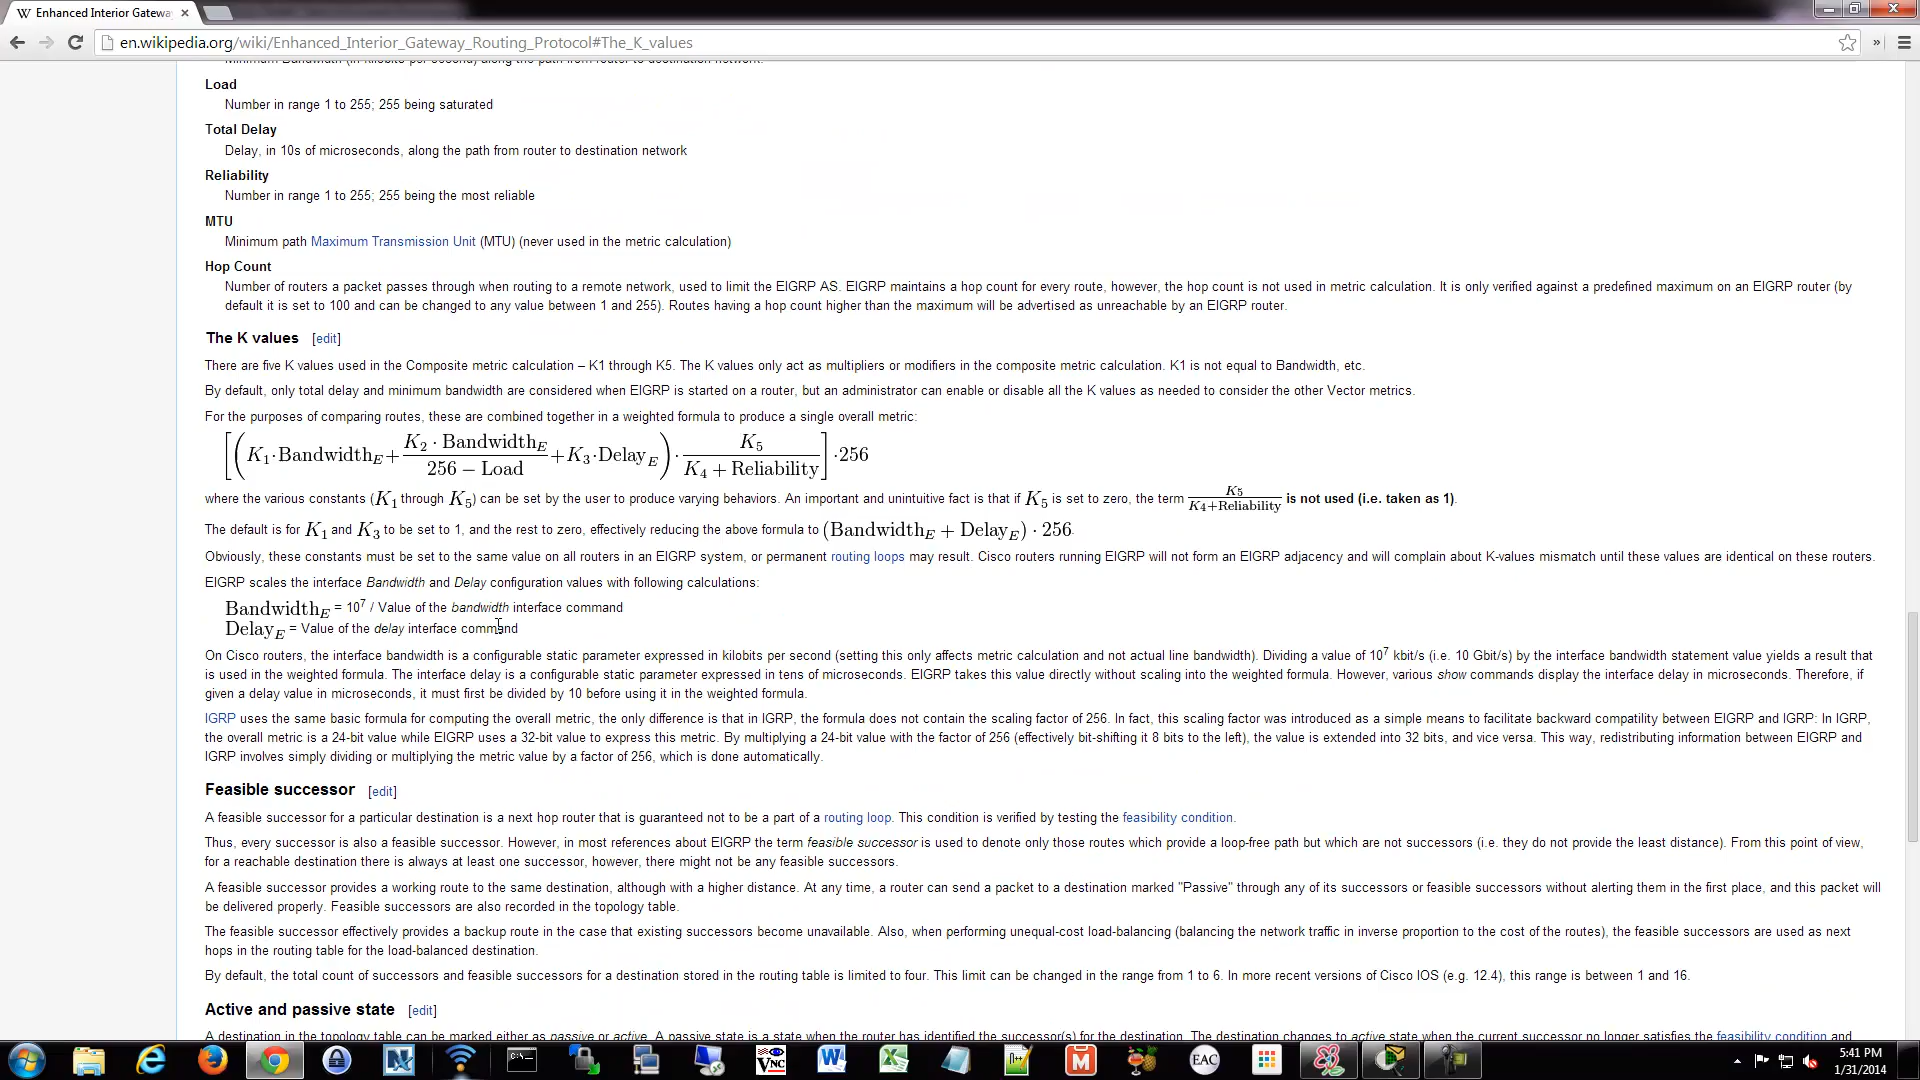 Enhanced Interior Gatewa
en.wikipedia.org/wiki/Enhanced_Interior_Gateway_Routing_Protocol#The_K_values
Minimum Bandwidth (in kilobits per second) along the path from router to destination network.
Load
Number in range 1 to 255; 255 being saturated
Total Delay
Delay, in 10s of microseconds, along the path from router to destination network
Reliability
Number in range 1 to 255; 255 being the most reliable
MTU
Minimum path Maximum Transmission Unit (MTU) (never used in the metric calculation)
Hop Count
Number of routers a packet passes through when routing to a remote network, used to limit the EIGRP AS. EIGRP maintains a hop count for every route, however, the hop count is not used in metric calculation. It is only verified against a predefined maximum on an EIGRP router (by
default it is set to 100 and can be changed to any value between 1 and 255). Routes having a hop count higher than the maximum will be advertised as unreachable by an EIGRP router.
The K values [edit]
There are five K values used in the Composite metric calculation – K1 through K5. The K values only act as multipliers or modifiers in the composite metric calculation. K1 is not equal to Bandwidth, etc.
By default, only total delay and minimum bandwidth are considered when EIGRP is started on a router, but an administrator can enable or disable all the K values as needed to consider the other Vector metrics.
For the purposes of comparing routes, these are combined together in a weighted formula to produce a single overall metric:
[(K₁·Bandwidth_E + (K₂ · Bandwidth_E)/(256 − Load) + K₃·Delay_E) · K₅/(K₄ + Reliability)] ·256
where the various constants (K₁ through K₅) can be set by the user to produce varying behaviors. An important and unintuitive fact is that if K₅ is set to zero, the term K₅/(K₄+Reliability) is not used (i.e. taken as 1).
The default is for K₁ and K₃ to be set to 1, and the rest to zero, effectively reducing the above formula to (Bandwidth_E + Delay_E) · 256.
Obviously, these constants must be set to the same value on all routers in an EIGRP system, or permanent routing loops may result. Cisco routers running EIGRP will not form an EIGRP adjacency and will complain about K-values mismatch until these values are identical on these routers.
EIGRP scales the interface Bandwidth and Delay configuration values with following calculations:
Bandwidth_E = 10⁷ / Value of the bandwidth interface command
Delay_E = Value of the delay interface command
On Cisco routers, the interface bandwidth is a configurable static parameter expressed in kilobits per second (setting this only affects metric calculation and not actual line bandwidth). Dividing a value of 10⁷ kbit/s (i.e. 10 Gbit/s) by the interface bandwidth statement value yields a result that
is used in the weighted formula. The interface delay is a configurable static parameter expressed in tens of microseconds. EIGRP takes this value directly without scaling into the weighted formula. However, various show commands display the interface delay in microseconds. Therefore, if
given a delay value in microseconds, it must first be divided by 10 before using it in the weighted formula.
IGRP uses the same basic formula for computing the overall metric, the only difference is that in IGRP, the formula does not contain the scaling factor of 256. In fact, this scaling factor was introduced as a simple means to facilitate backward compatility between EIGRP and IGRP: In IGRP,
the overall metric is a 24-bit value while EIGRP uses a 32-bit value to express this metric. By multiplying a 24-bit value with the factor of 256 (effectively bit-shifting it 8 bits to the left), the value is extended into 32 bits, and vice versa. This way, redistributing information between EIGRP and
IGRP involves simply dividing or multiplying the metric value by a factor of 256, which is done automatically.
Feasible successor [edit]
A feasible successor for a particular destination is a next hop router that is guaranteed not to be a part of a routing loop. This condition is verified by testing the feasibility condition.
Thus, every successor is also a feasible successor. However, in most references about EIGRP the term feasible successor is used to denote only those routes which provide a loop-free path but which are not successors (i.e. they do not provide the least distance). From this point of view,
for a reachable destination there is always at least one successor, however, there might not be any feasible successors.
A feasible successor provides a working route to the same destination, although with a higher distance. At any time, a router can send a packet to a destination marked "Passive" through any of its successors or feasible successors without alerting them in the first place, and this packet will
be delivered properly. Feasible successors are also recorded in the topology table.
The feasible successor effectively provides a backup route in the case that existing successors become unavailable. Also, when performing unequal-cost load-balancing (balancing the network traffic in inverse proportion to the cost of the routes), the feasible successors are used as next
hops in the routing table for the load-balanced destination.
By default, the total count of successors and feasible successors for a destination stored in the routing table is limited to four. This limit can be changed in the range from 1 to 6. In more recent versions of Cisco IOS (e.g. 12.4), this range is between 1 and 16.
Active and passive state [edit]
A destination in the topology table can be marked either as passive or active. A passive state is a state when the router has identified the successor(s) for the destination. The destination changes to active state when the current successor no longer satisfies the feasibility condition and
EAC
5:41 PM
1/31/2014